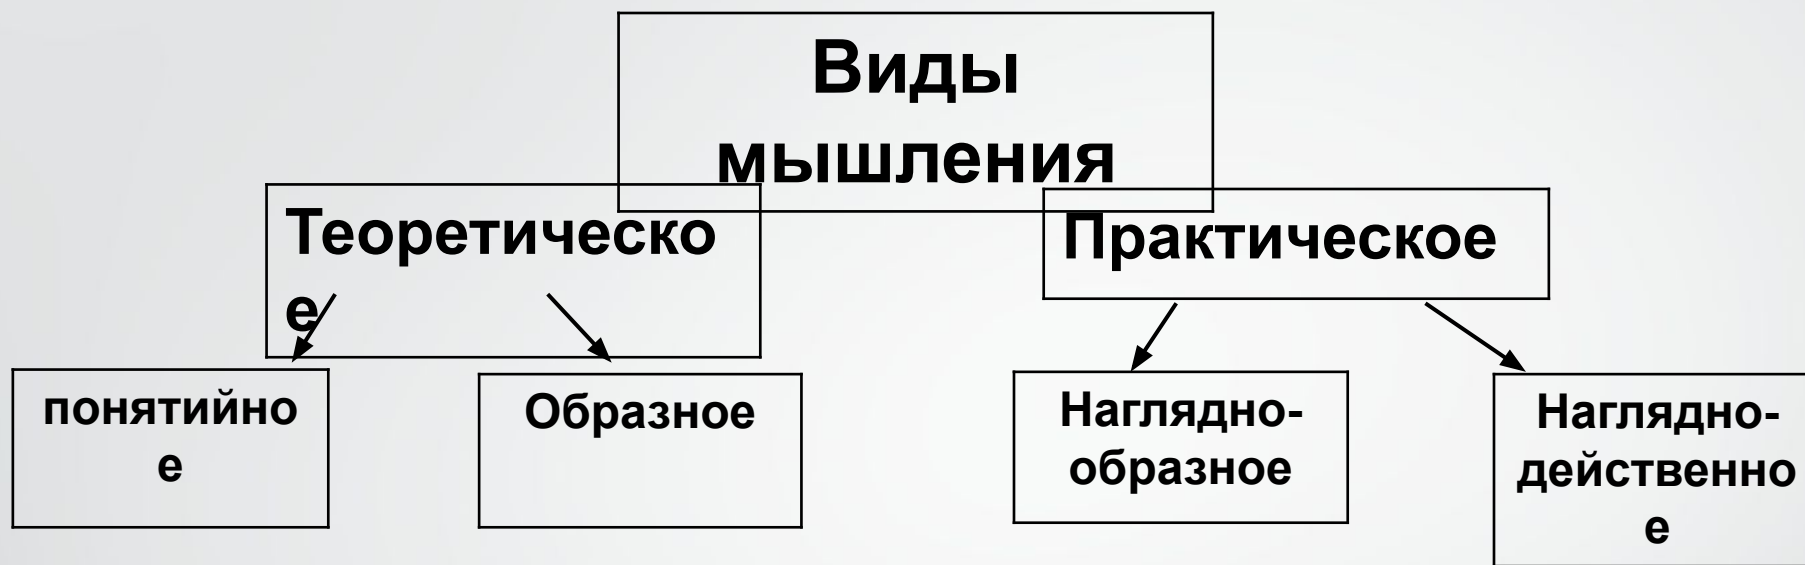 Виды
мышления
Теоретическо
е
Практическое
понятийно
е
Образное
Наглядно-
образное
Наглядно-
действенно
е